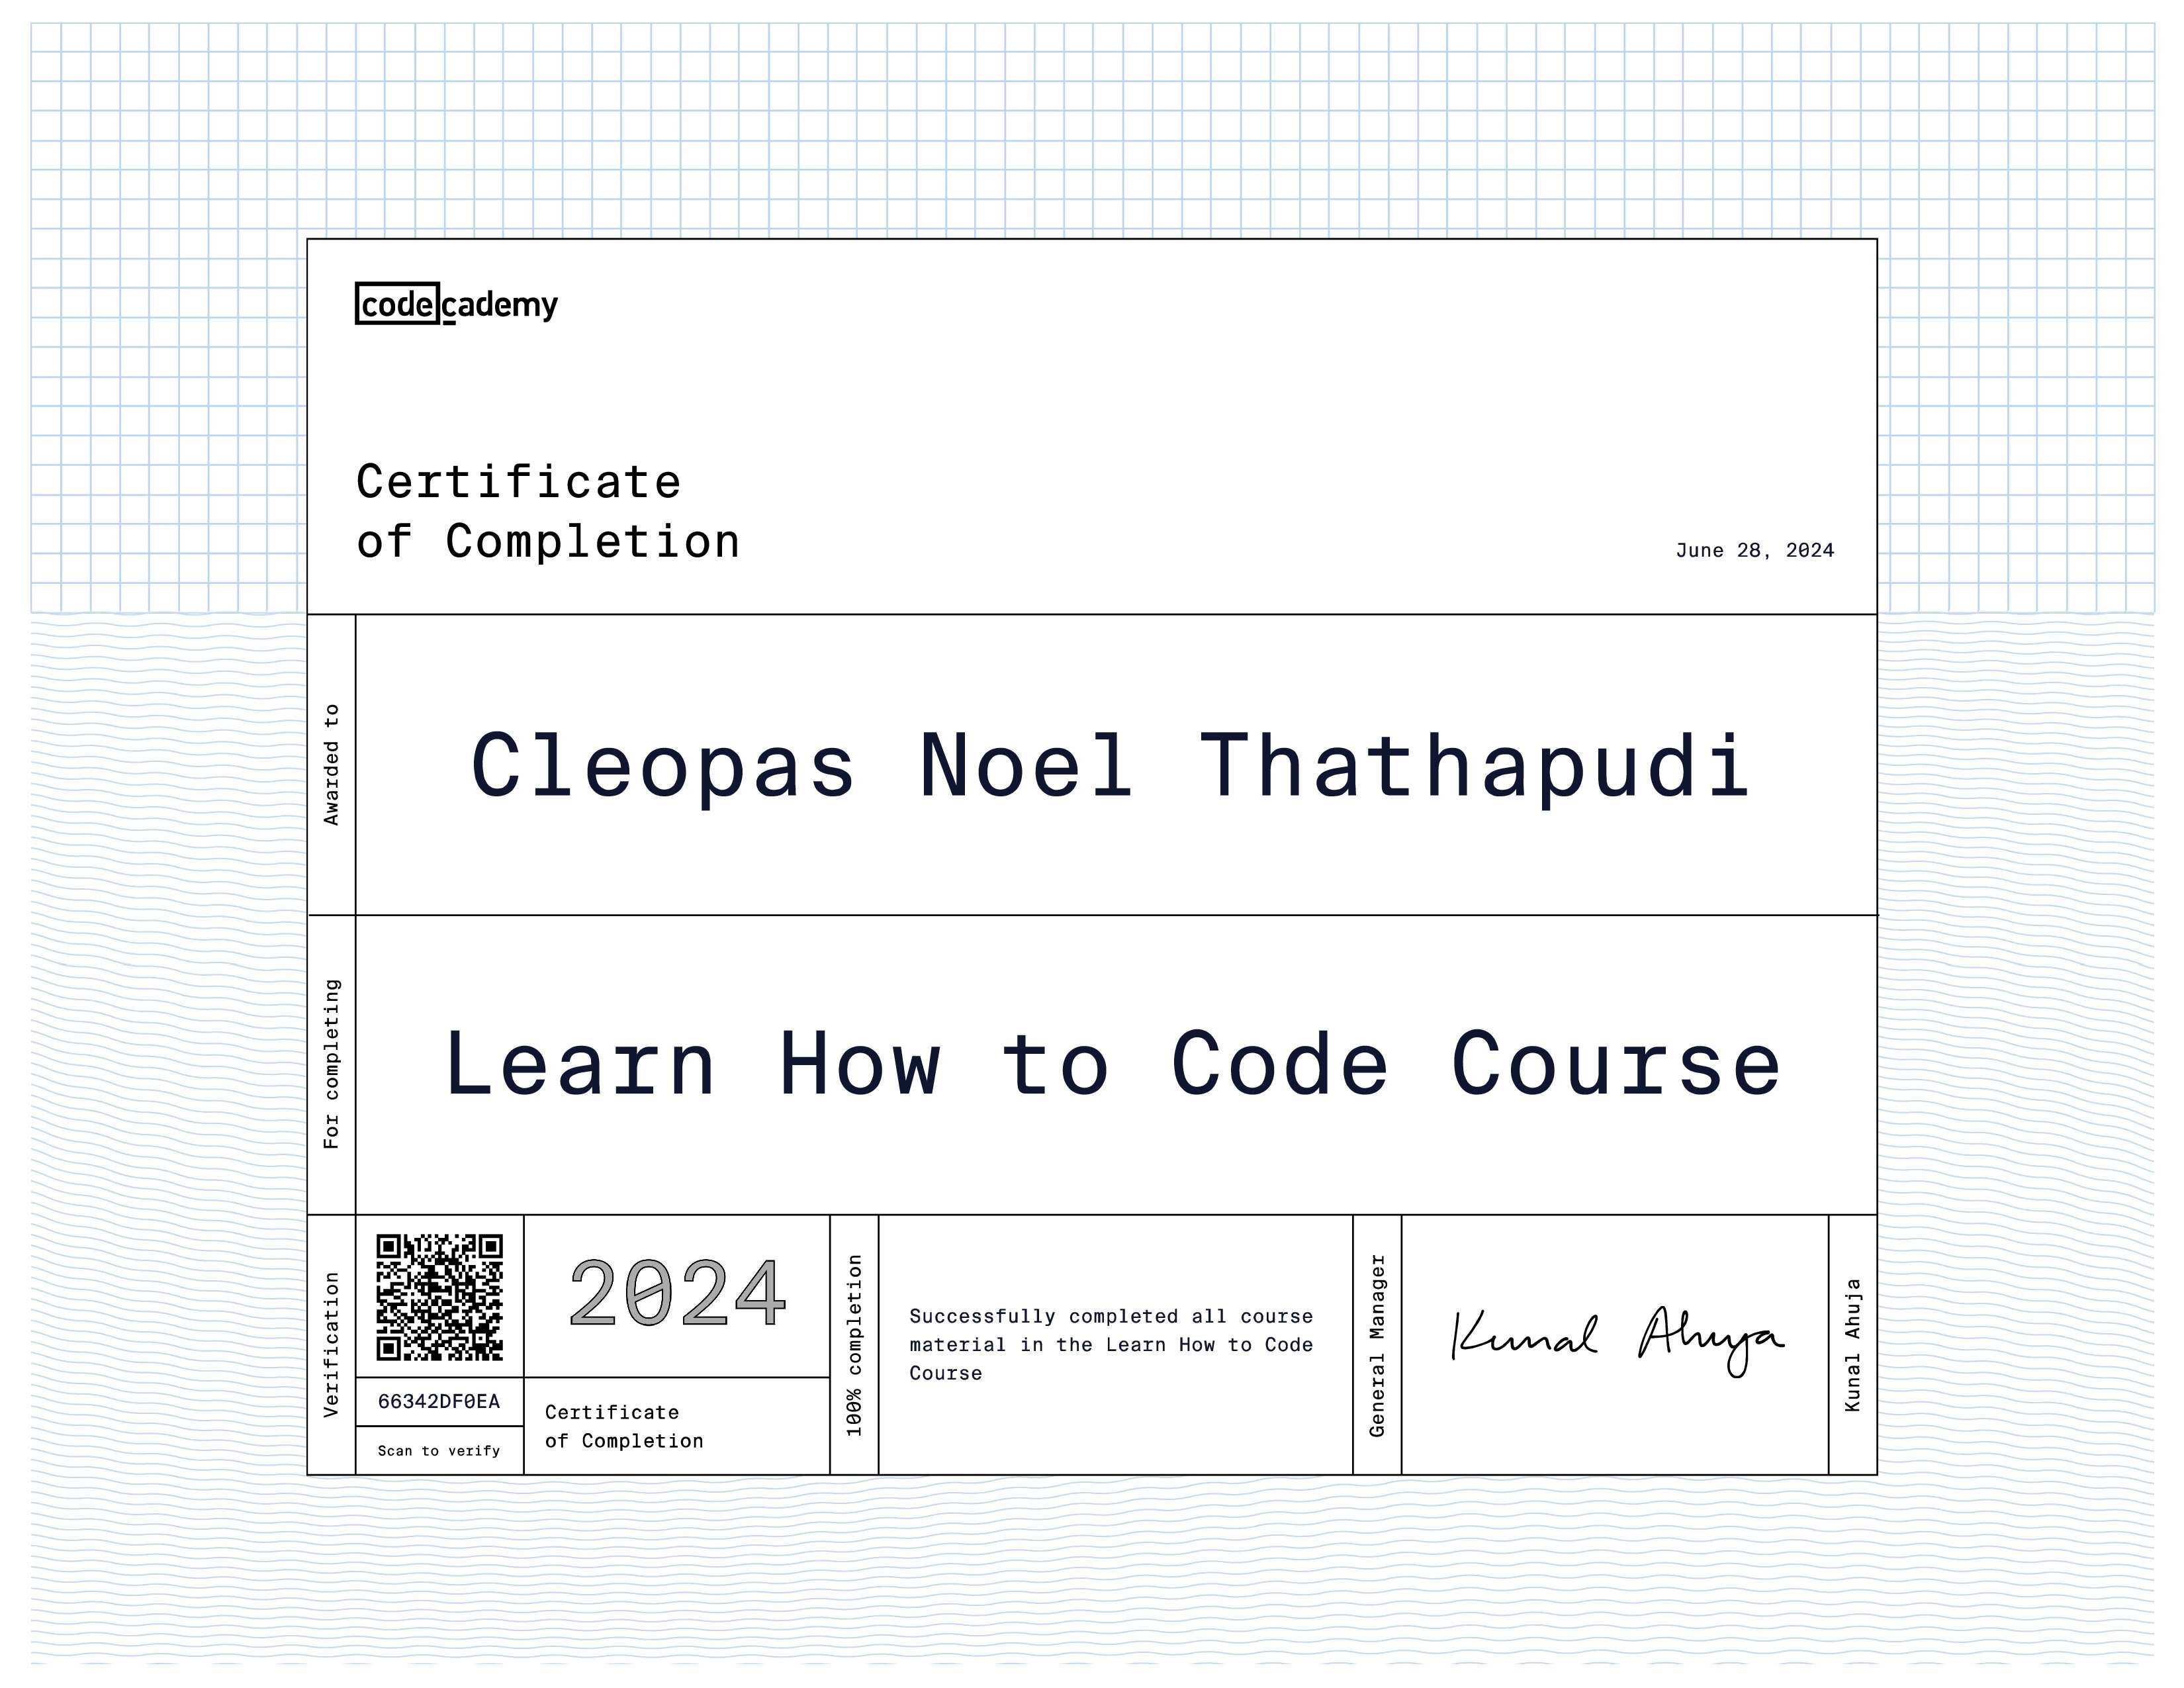 codecademy
Certificate
of Completion
June 28, 2024
Awarded to
Cleopas Noel Thathapudi
For completing
Learn How to Code Course
Verification
66342DF0EA
Scan to verify
2024
Certificate
of Completion
100% completion
Successfully completed all course
material in the Learn How to Code
Course
General Manager
Kunal Ahuja
Kunal Ahuja